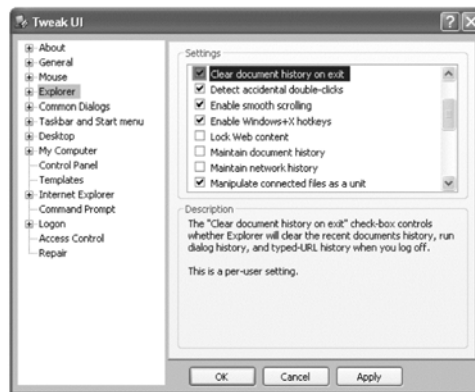 Tweak UI
About
General
Mouse
Explorer
Common Dialogs
Taskbar and Start menu
Desktop
My Computer
Control Panel
Templates
Internet Explorer
Command Prompt
Logon
Access Control
Repair
Settings
Clear document history on exit
Detect accidental double-clicks
Enable smooth scrolling
Enable Windows+X hotkeys
Lock Web content
Maintain document history
Maintain network history
Manipulate connected files as a unit
Description
The "Clear document history on exit" check-box controls
whether Explorer will clear the recent documents history, run
dialog history, and typed-URL history when you log off.
This is a per-user setting.
OK
Cancel
Apply